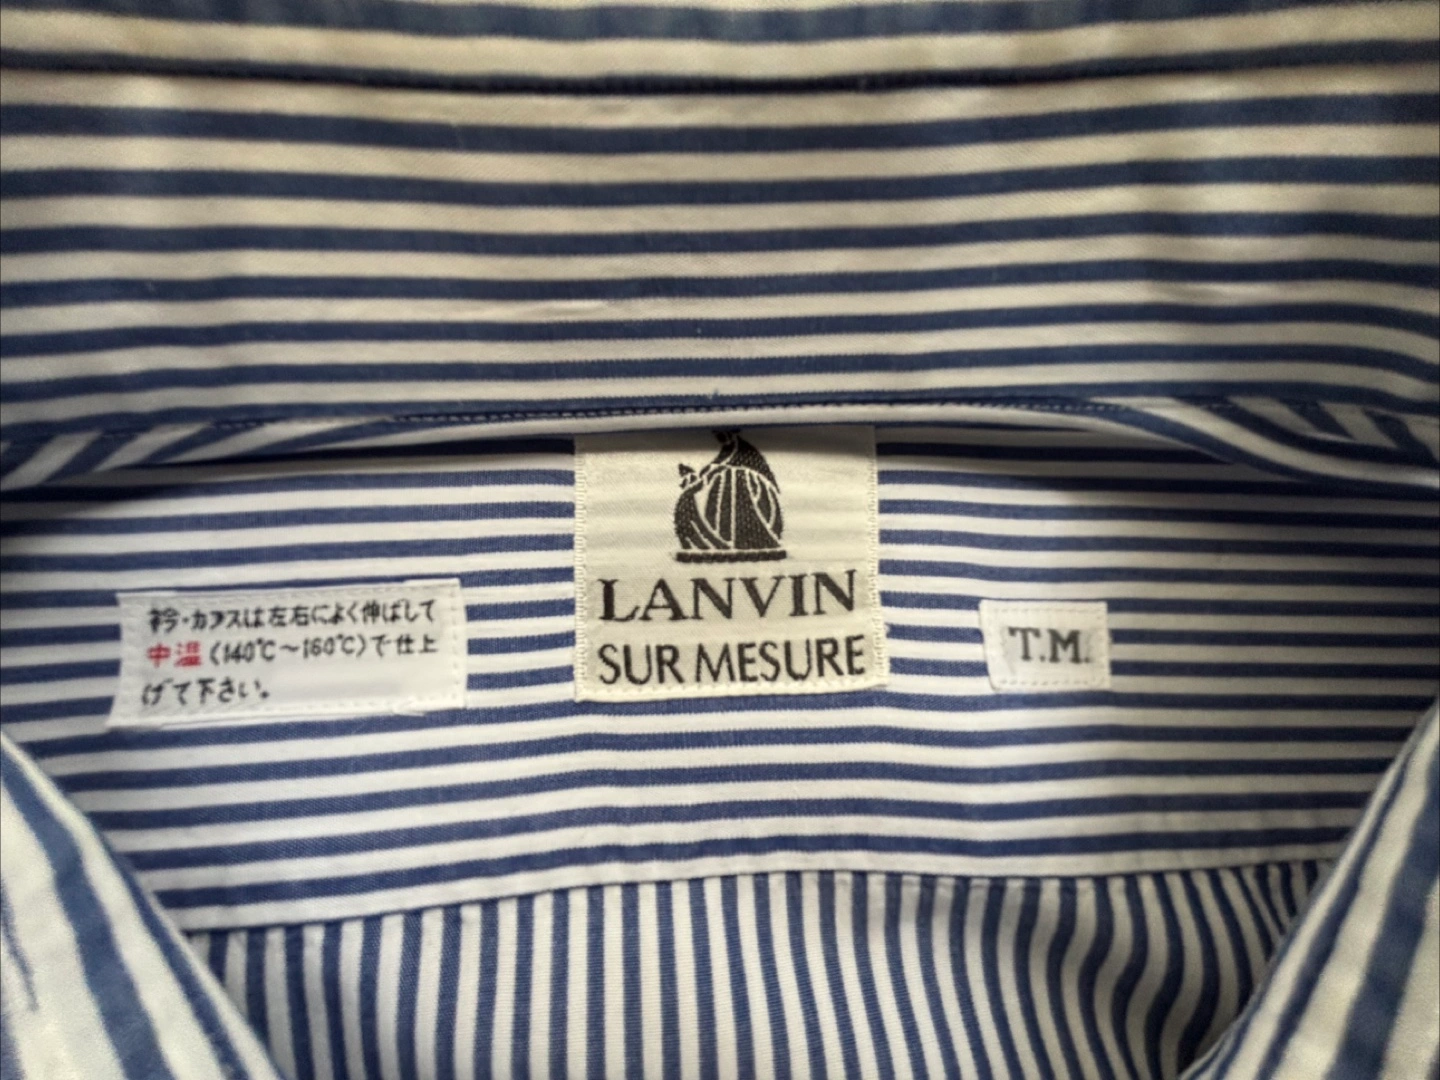 衿・カフスは左右によく伸ばして
中温(140℃〜160℃)で仕上
げて下さい。
LANVIN
SUR MESURE
T.M.